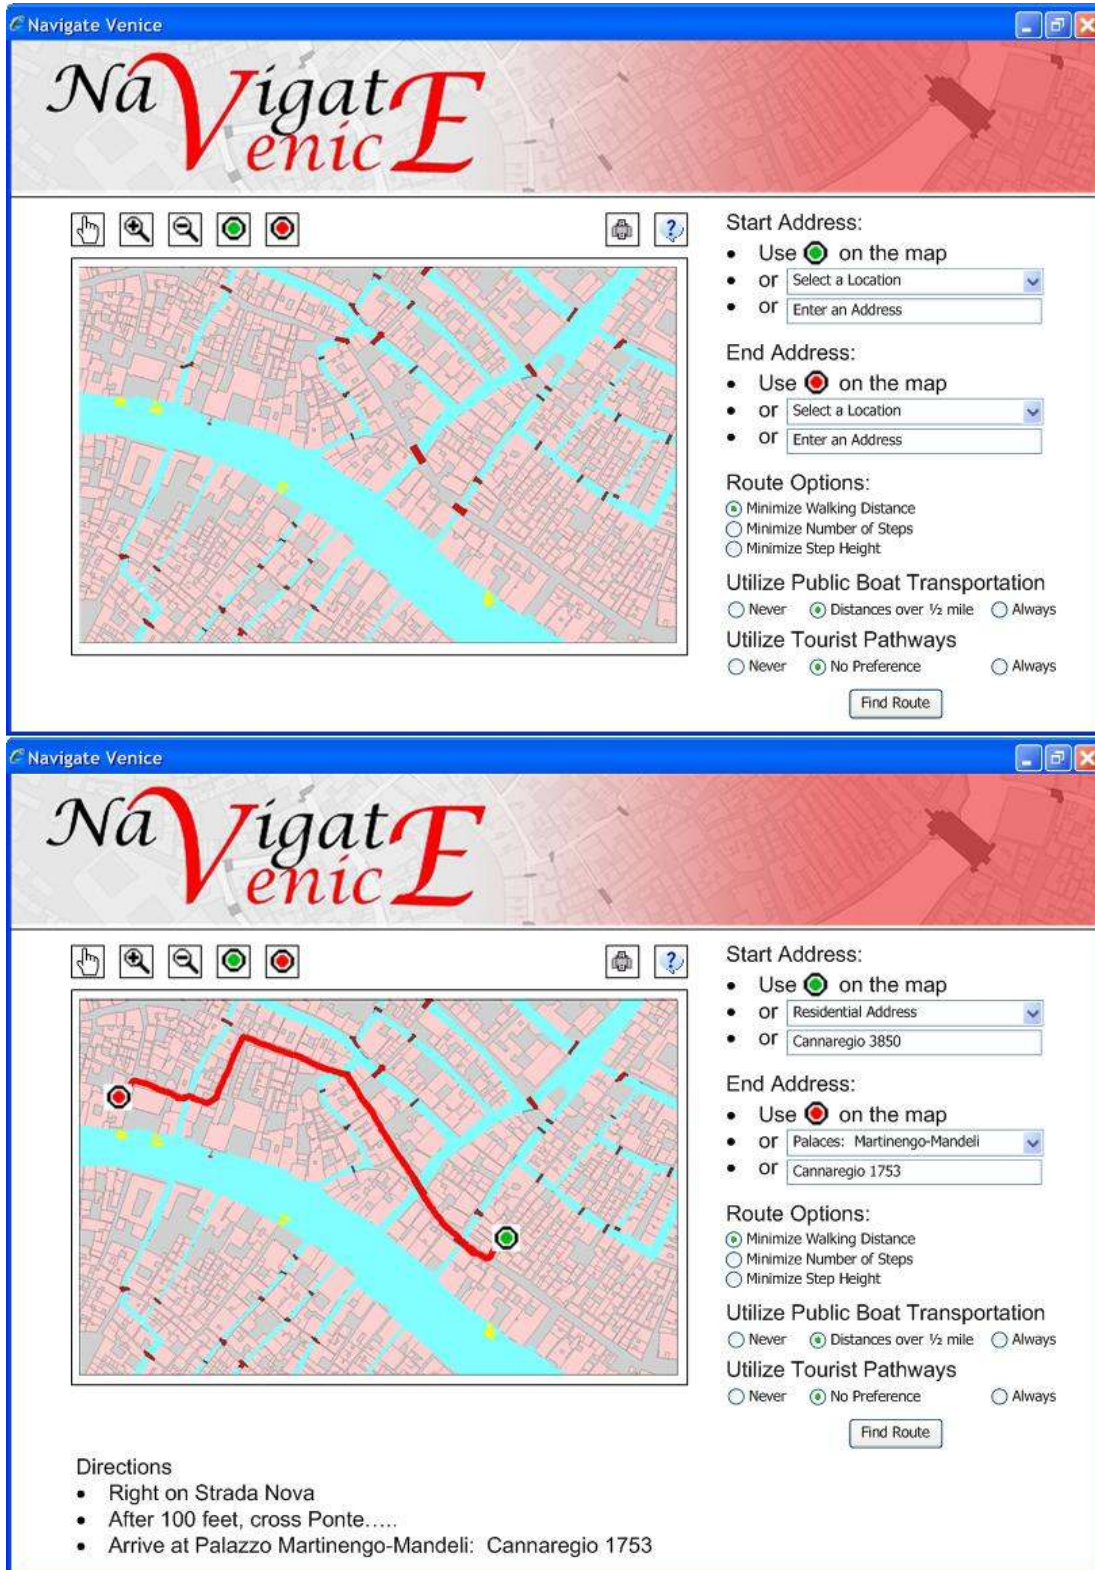 Navigate Venice
NaVigatE
VenicE
Start Address:
• Use on the map
• or Select a Location
• or Enter an Address
End Address:
• Use on the map
• or Select a Location
• or Enter an Address
Route Options:
Minimize Walking Distance
Minimize Number of Steps
Minimize Step Height
Utilize Public Boat Transportation
Never Distances over ½ mile Always
Utilize Tourist Pathways
Never No Preference Always
Find Route
Navigate Venice
NaVigatE
VenicE
Start Address:
• Use on the map
• or Residential Address
• or Cannaregio 3850
End Address:
• Use on the map
• or Palaces: Martinengo-Mandeli
• or Cannaregio 1753
Route Options:
Minimize Walking Distance
Minimize Number of Steps
Minimize Step Height
Utilize Public Boat Transportation
Never Distances over ½ mile Always
Utilize Tourist Pathways
Never No Preference Always
Find Route
Directions
• Right on Strada Nova
• After 100 feet, cross Ponte.....
• Arrive at Palazzo Martinengo-Mandeli: Cannaregio 1753